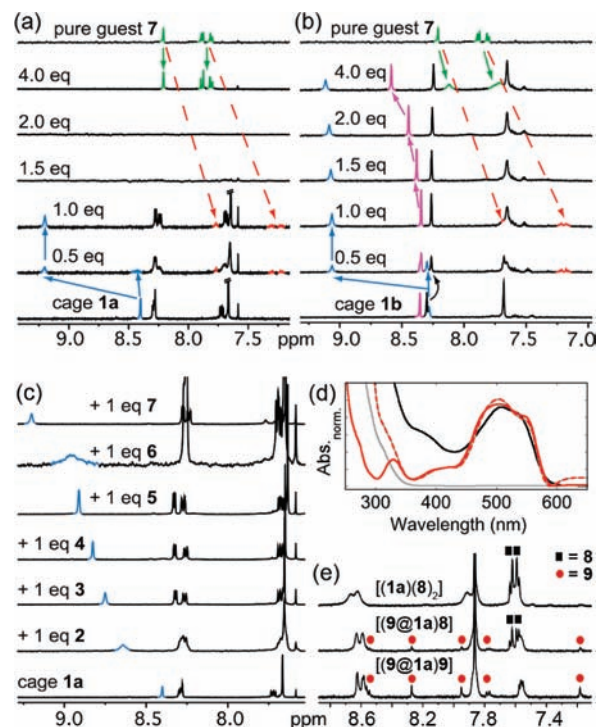 (a)
pure guest 7
4.0 eq
2.0 eq
1.5 eq
1.0 eq
0.5 eq
cage 1a
9.0 8.5 8.0 ppm 7.5
(b)
pure guest 7
4.0 eq
2.0 eq
1.5 eq
1.0 eq
0.5 eq
cage 1b
9.0 8.5 8.0 ppm 7.5 7.0
(c)
+ 1 eq 7
+ 1 eq 6
+ 1 eq 5
+ 1 eq 4
+ 1 eq 3
+ 1 eq 2
cage 1a
9.0 8.5 8.0 ppm 7.5
(d)
Abs.norm.
300 400 500 600
Wavelength (nm)
(e)
= 8
= 9
[(1a)(8)2]
[(9@1a)8]
[(9@1a)9]
8.6 8.2 7.8 ppm 7.2